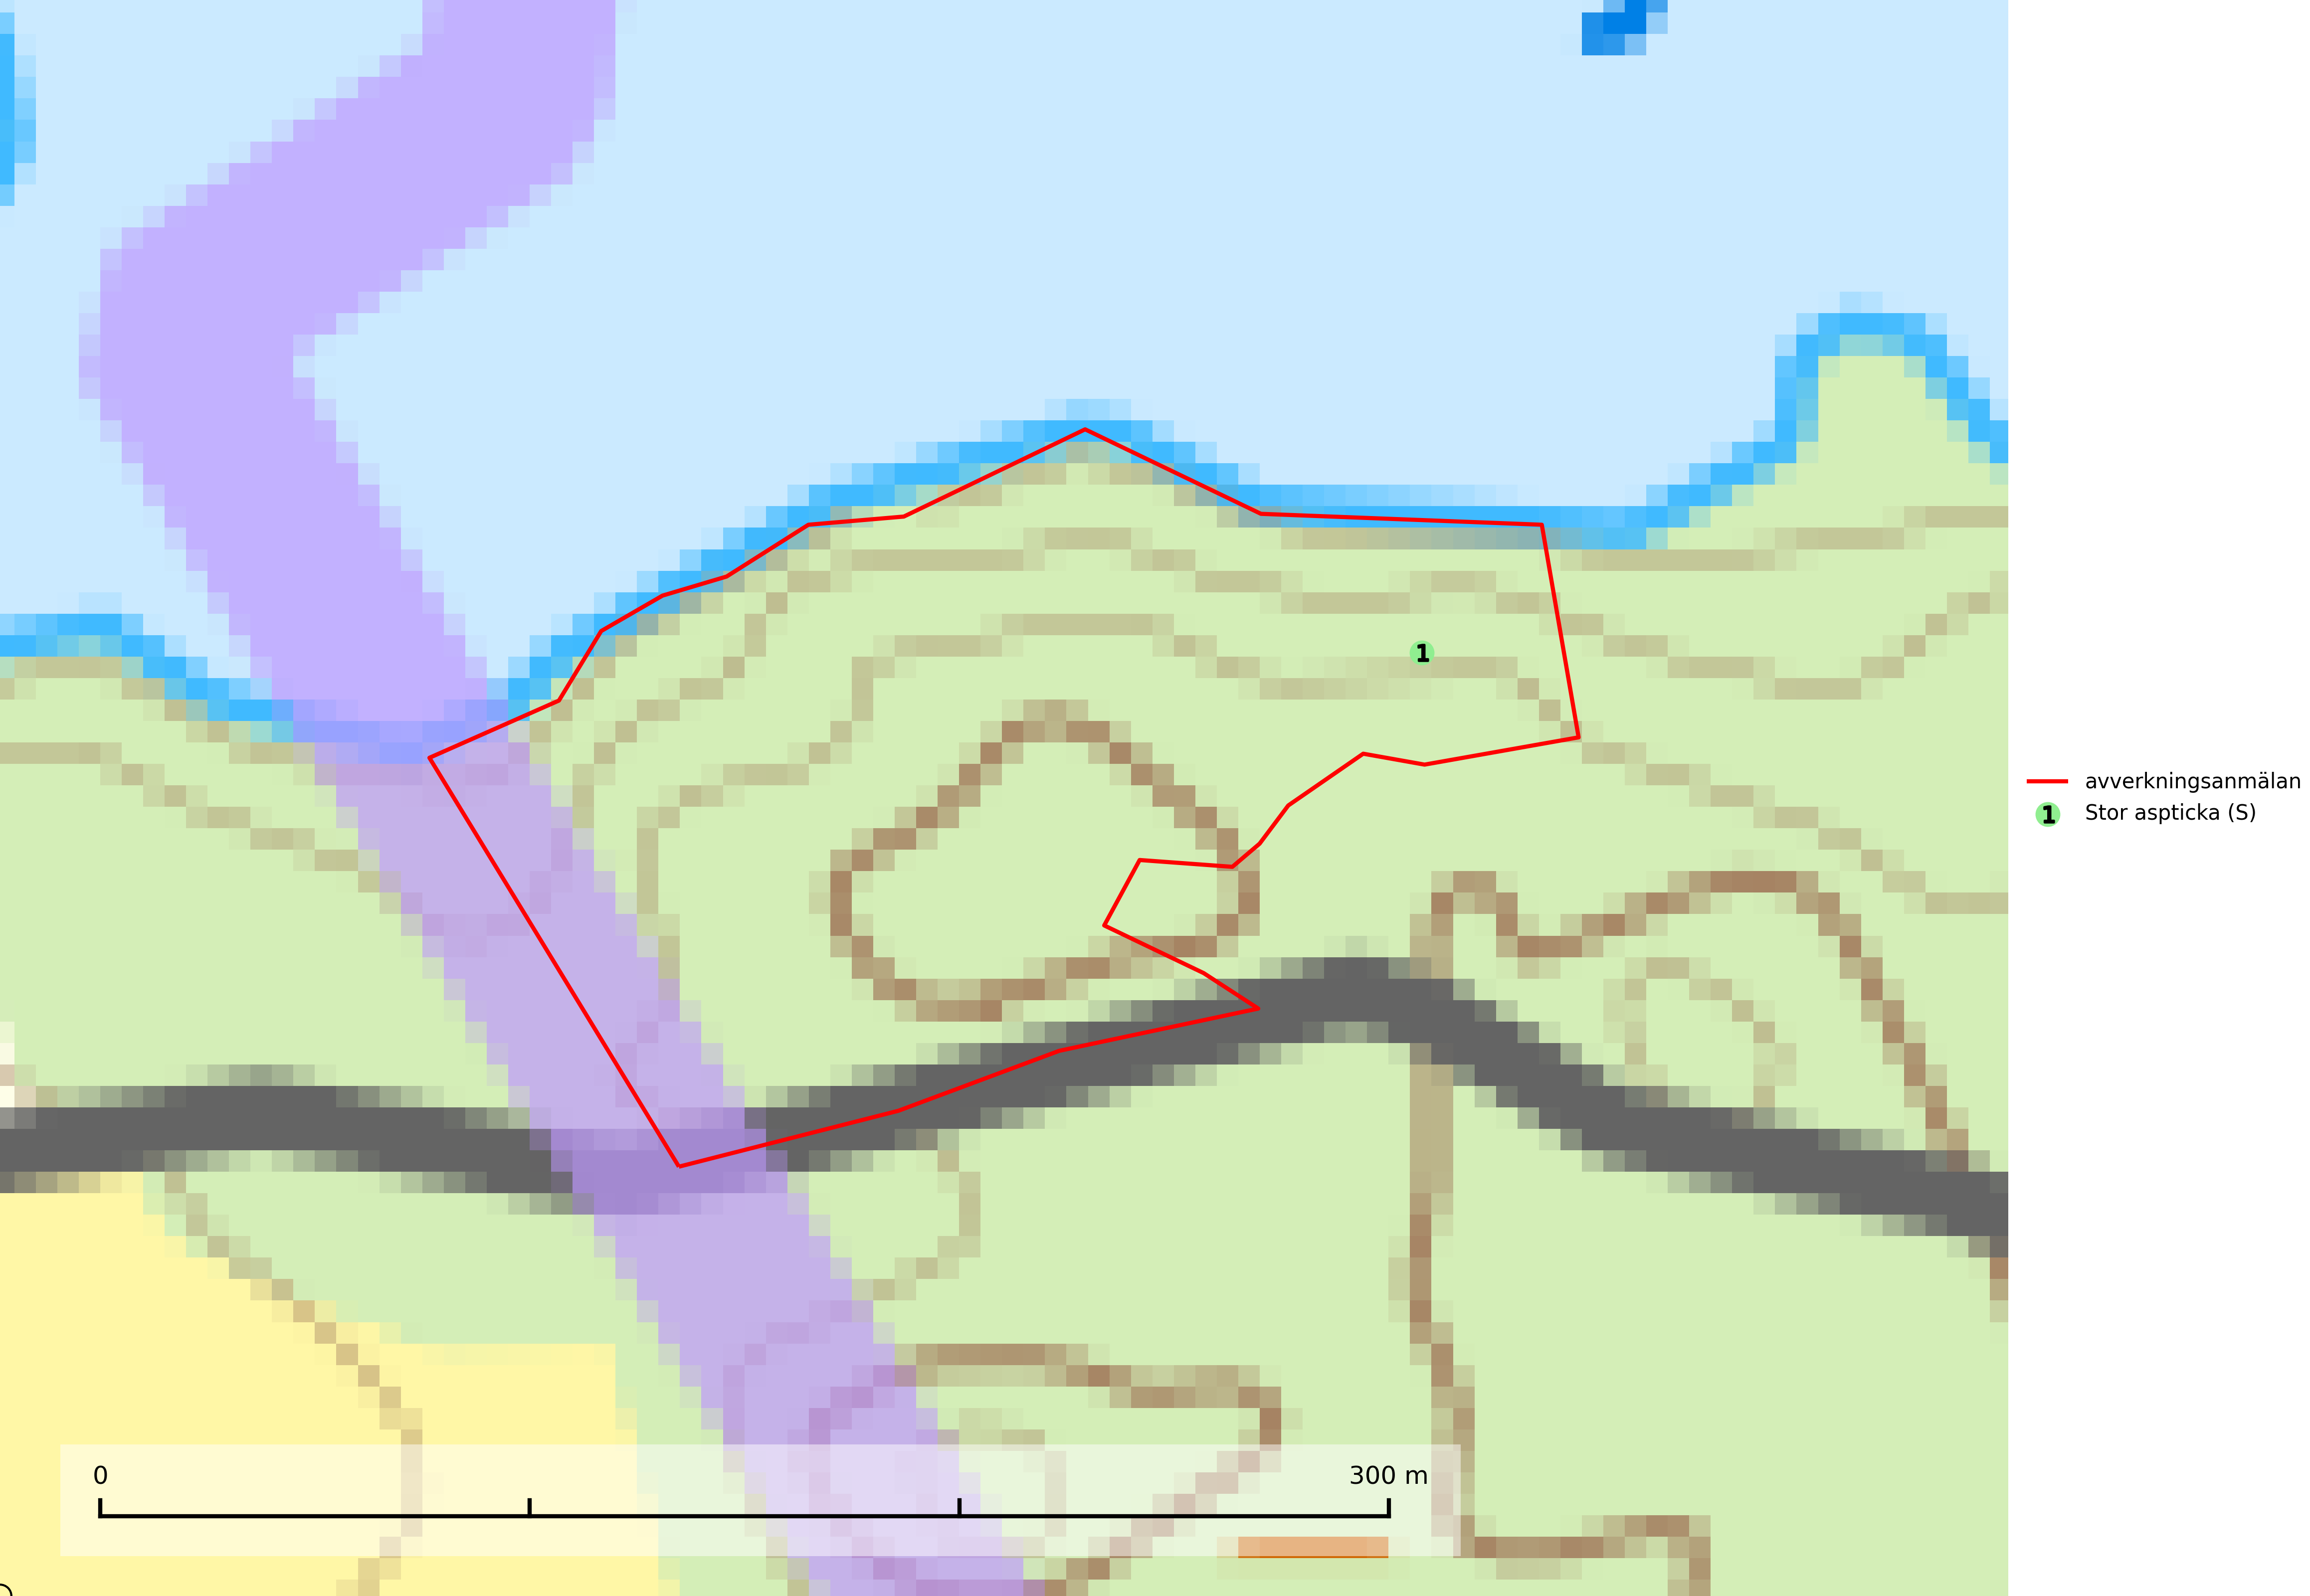 avverkningsanmälan
1 Stor aspticka (S)
1
0 300 m